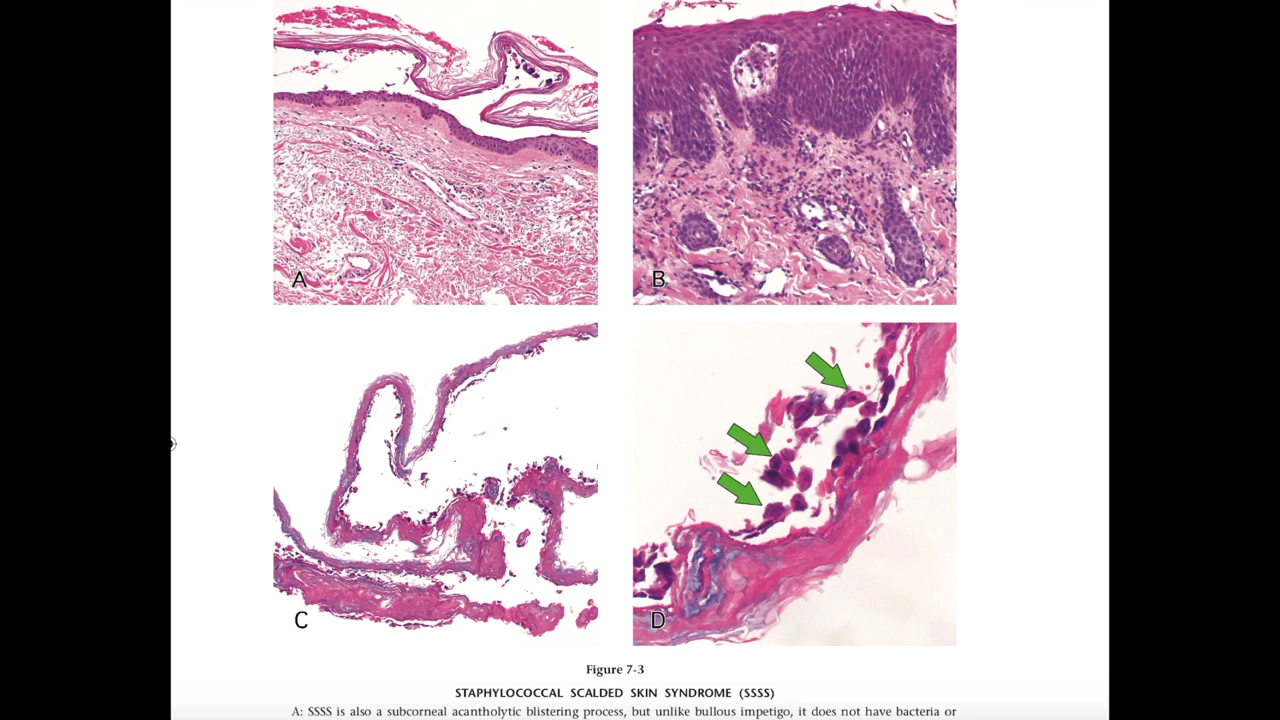 A
B
C
D
Figure 7-3
STAPHYLOCOCCAL SCALDED SKIN SYNDROME (SSSS)
A: SSSS is also a subcorneal acantholytic blistering process, but unlike bullous impetigo, it does not have bacteria or